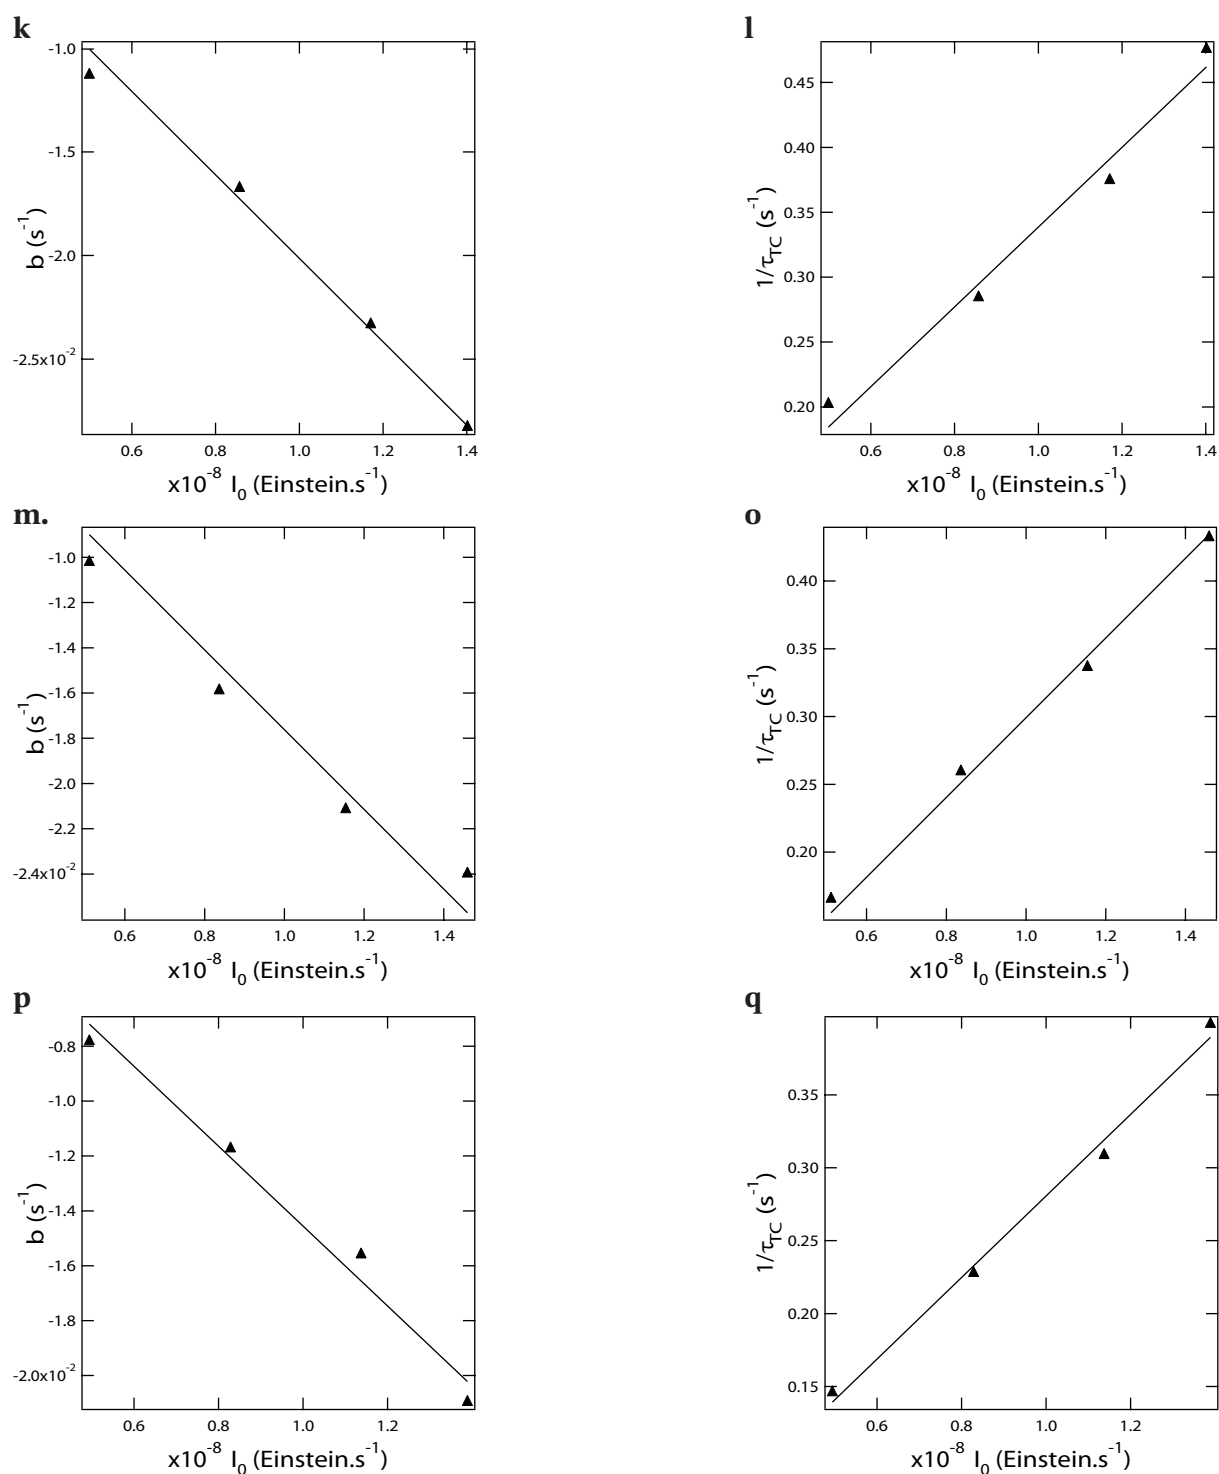 k
b (s⁻¹)
-1.0
-1.5
-2.0
-2.5x10⁻²
0.6 0.8 1.0 1.2 1.4
x10⁻⁸ I₀ (Einstein.s⁻¹)
l
1/τTC (s⁻¹)
0.45
0.40
0.35
0.30
0.25
0.20
0.6 0.8 1.0 1.2 1.4
x10⁻⁸ I₀ (Einstein.s⁻¹)
m.
b (s⁻¹)
-1.0
-1.2
-1.4
-1.6
-1.8
-2.0
-2.2
-2.4x10⁻²
0.6 0.8 1.0 1.2 1.4
x10⁻⁸ I₀ (Einstein.s⁻¹)
o
1/τTC (s⁻¹)
0.40
0.35
0.30
0.25
0.20
0.6 0.8 1.0 1.2 1.4
x10⁻⁸ I₀ (Einstein.s⁻¹)
p
b (s⁻¹)
-0.8
-1.0
-1.2
-1.4
-1.6
-1.8
-2.0x10⁻²
0.6 0.8 1.0 1.2
x10⁻⁸ I₀ (Einstein.s⁻¹)
q
1/τTC (s⁻¹)
0.35
0.30
0.25
0.20
0.15
0.6 0.8 1.0 1.2
x10⁻⁸ I₀ (Einstein.s⁻¹)